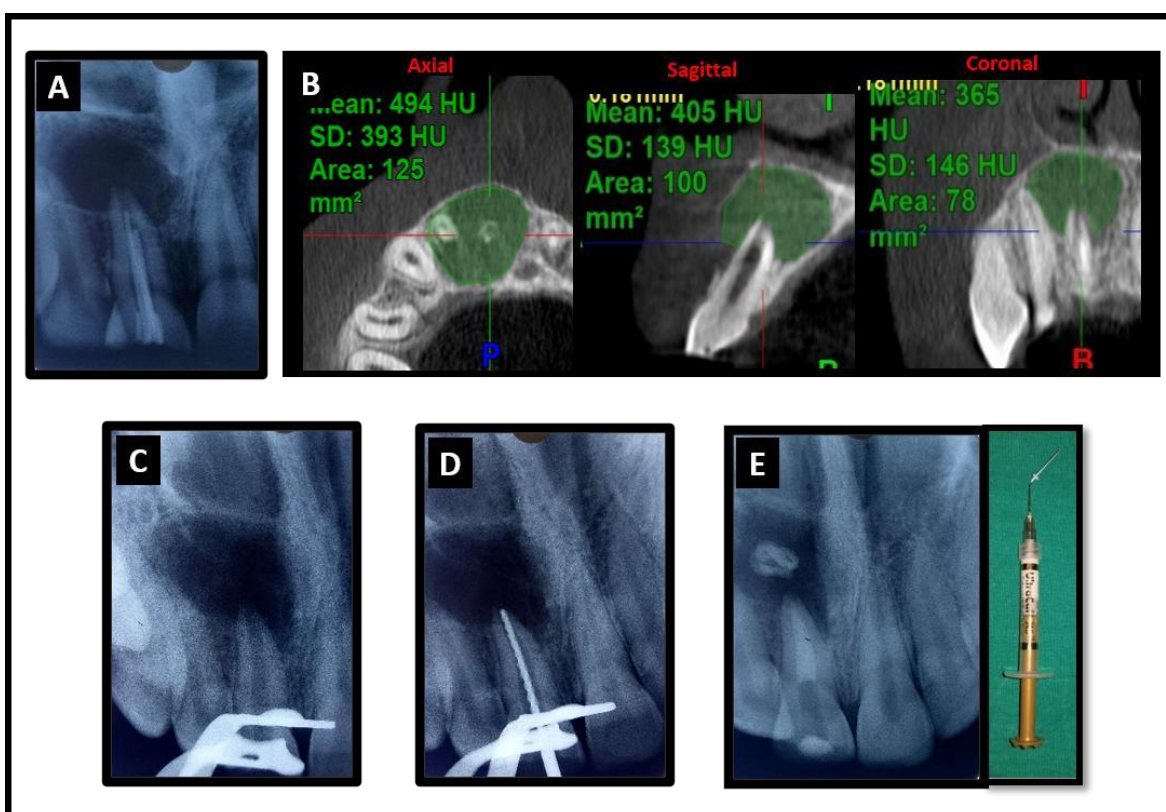 A
B
Axial
Mean: 494 HU
SD: 393 HU
Area: 125
mm²
P
Sagittal
Mean: 405 HU
SD: 139 HU
Area: 100
mm²
Coronal
Mean: 365
HU
SD: 146 HU
Area: 78
mm²
C
D
E